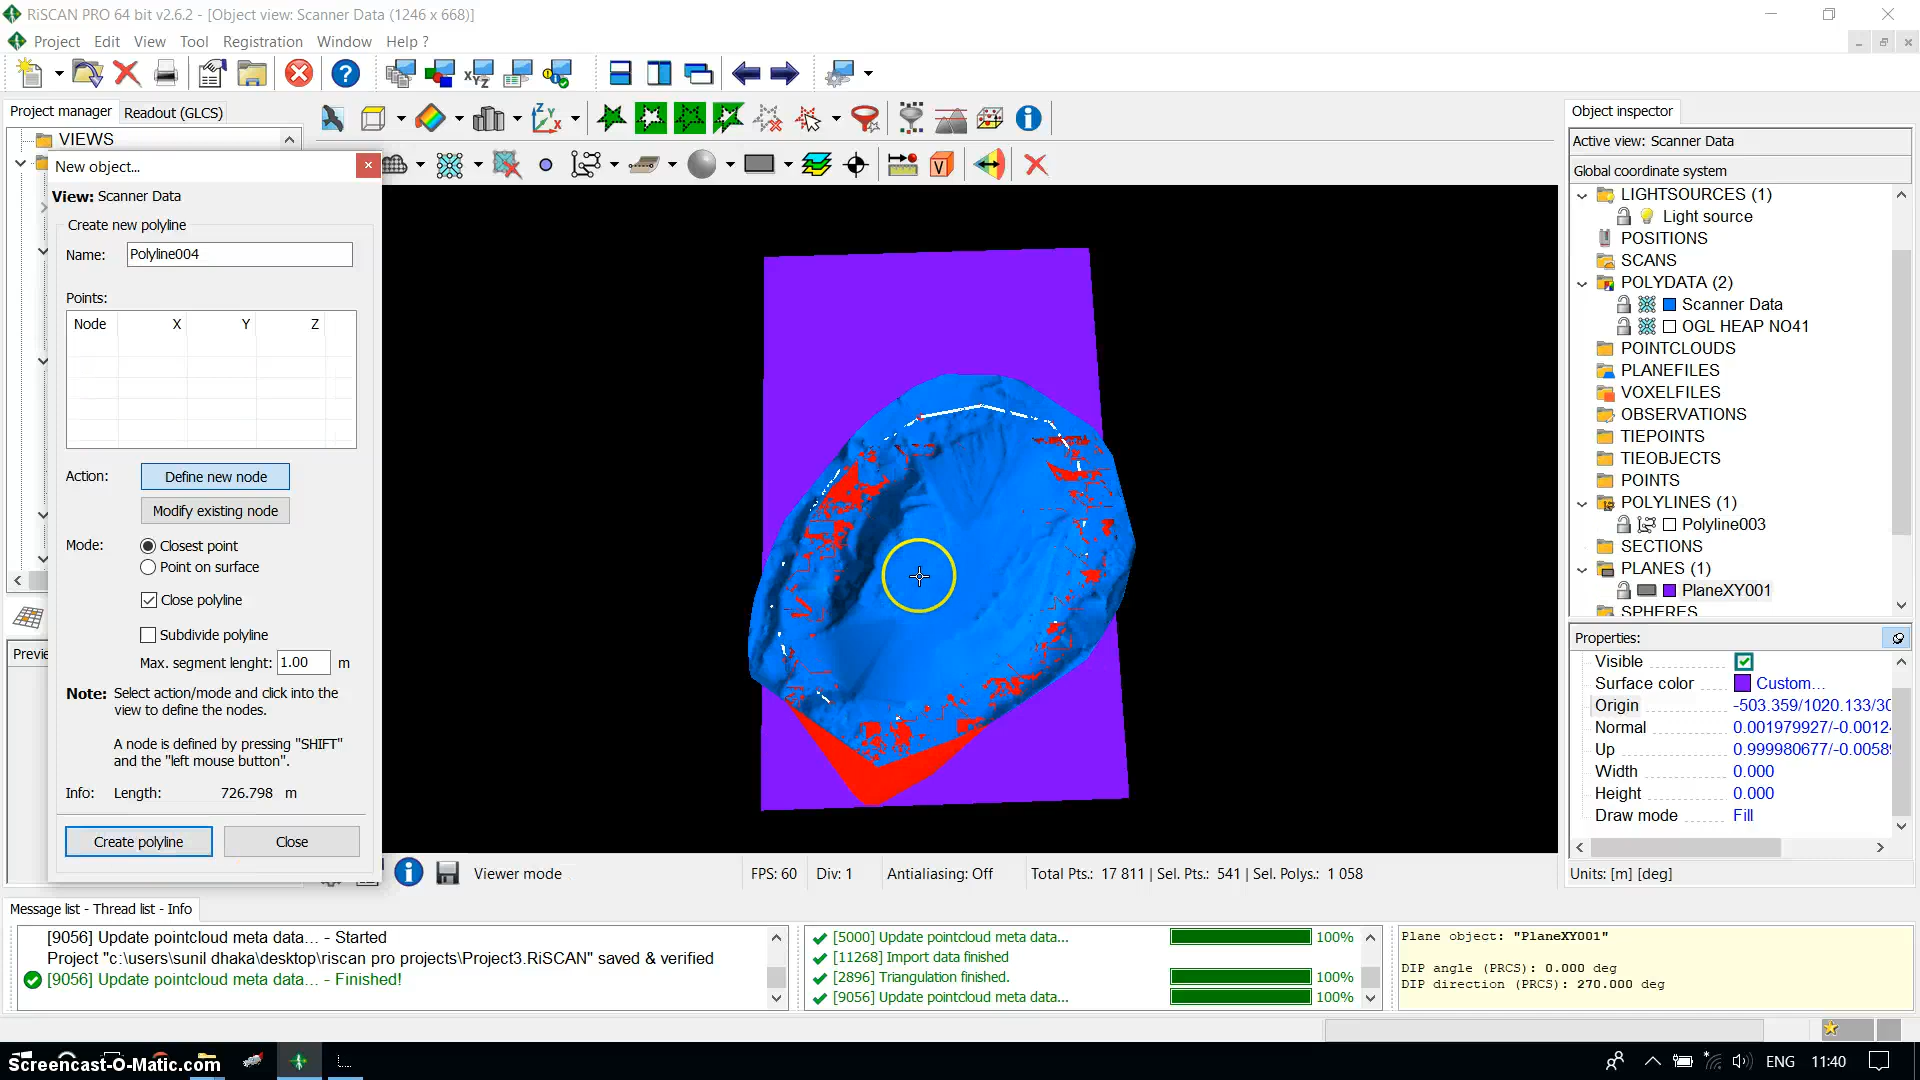 RiSCAN PRO 64 bit v2.6.2 - [Object view: Scanner Data (1246 x 668)]
Project Edit View Tool Registration Window Help ?
Project manager
Readout (GLCS)
VIEWS
New object...
View: Scanner Data
Create new polyline
Name: Polyline004
Points:
Node X Y Z
Action: Define new node
Modify existing node
Mode: Closest point
Point on surface
Close polyline
Subdivide polyline
Max. segment lenght: 1.00 m
Note: Select action/mode and click into the
view to define the nodes.
A node is defined by pressing "SHIFT"
and the "left mouse button".
Info: Length: 726.798 m
Create polyline
Close
Previe
Object inspector
Active view: Scanner Data
Global coordinate system
LIGHTSOURCES (1)
Light source
POSITIONS
SCANS
POLYDATA (2)
Scanner Data
OGL HEAP NO41
POINTCLOUDS
PLANEFILES
VOXELFILES
OBSERVATIONS
TIEPOINTS
TIEOBJECTS
POINTS
POLYLINES (1)
Polyline003
SECTIONS
PLANES (1)
PlaneXY001
SPHERES
Properties:
Visible
Surface color Custom...
Origin -503.359/1020.133/30
Normal 0.001979927/-0.0012
Up 0.999980677/-0.0058
Width 0.000
Height 0.000
Draw mode Fill
Units: [m] [deg]
Viewer mode
FPS: 60
Div: 1
Antialiasing: Off
Total Pts.: 17 811 | Sel. Pts.: 541 | Sel. Polys.: 1 058
Message list - Thread list - Info
[9056] Update pointcloud meta data... - Started
Project "c:\users\sunil dhaka\desktop\riscan pro projects\Project3.RiSCAN" saved & verified
[9056] Update pointcloud meta data... - Finished!
[5000] Update pointcloud meta data... 100%
[11268] Import data finished
[2896] Triangulation finished. 100%
[9056] Update pointcloud meta data... 100%
Plane object: "PlaneXY001"
DIP angle (PRCS): 0.000 deg
DIP direction (PRCS): 270.000 deg
Screencast-O-Matic.com
ENG 11:40